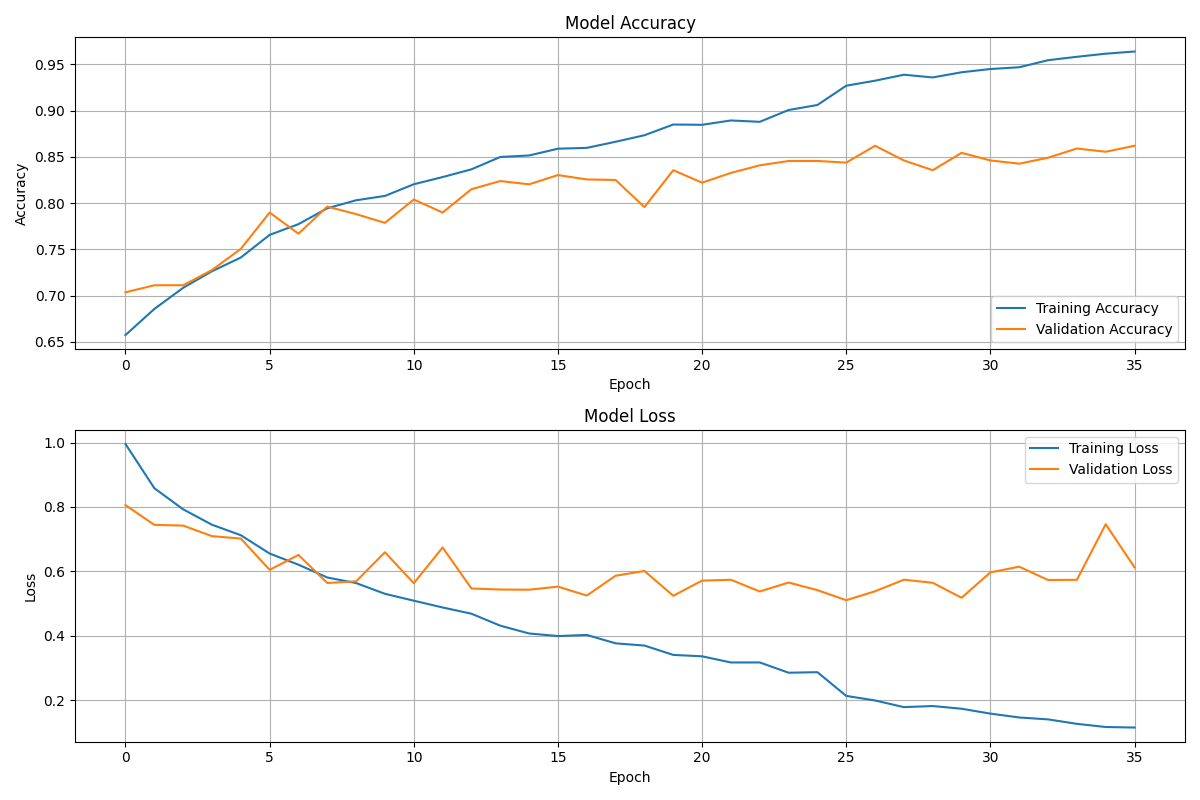 Model Accuracy
Accuracy
0.95
0.90
0.85
0.80
0.75
0.70
0.65
Training Accuracy
Validation Accuracy
0 5 10 15 20 25 30 35
Epoch
Model Loss
Loss
1.0
0.8
0.6
0.4
0.2
Training Loss
Validation Loss
0 5 10 15 20 25 30 35
Epoch